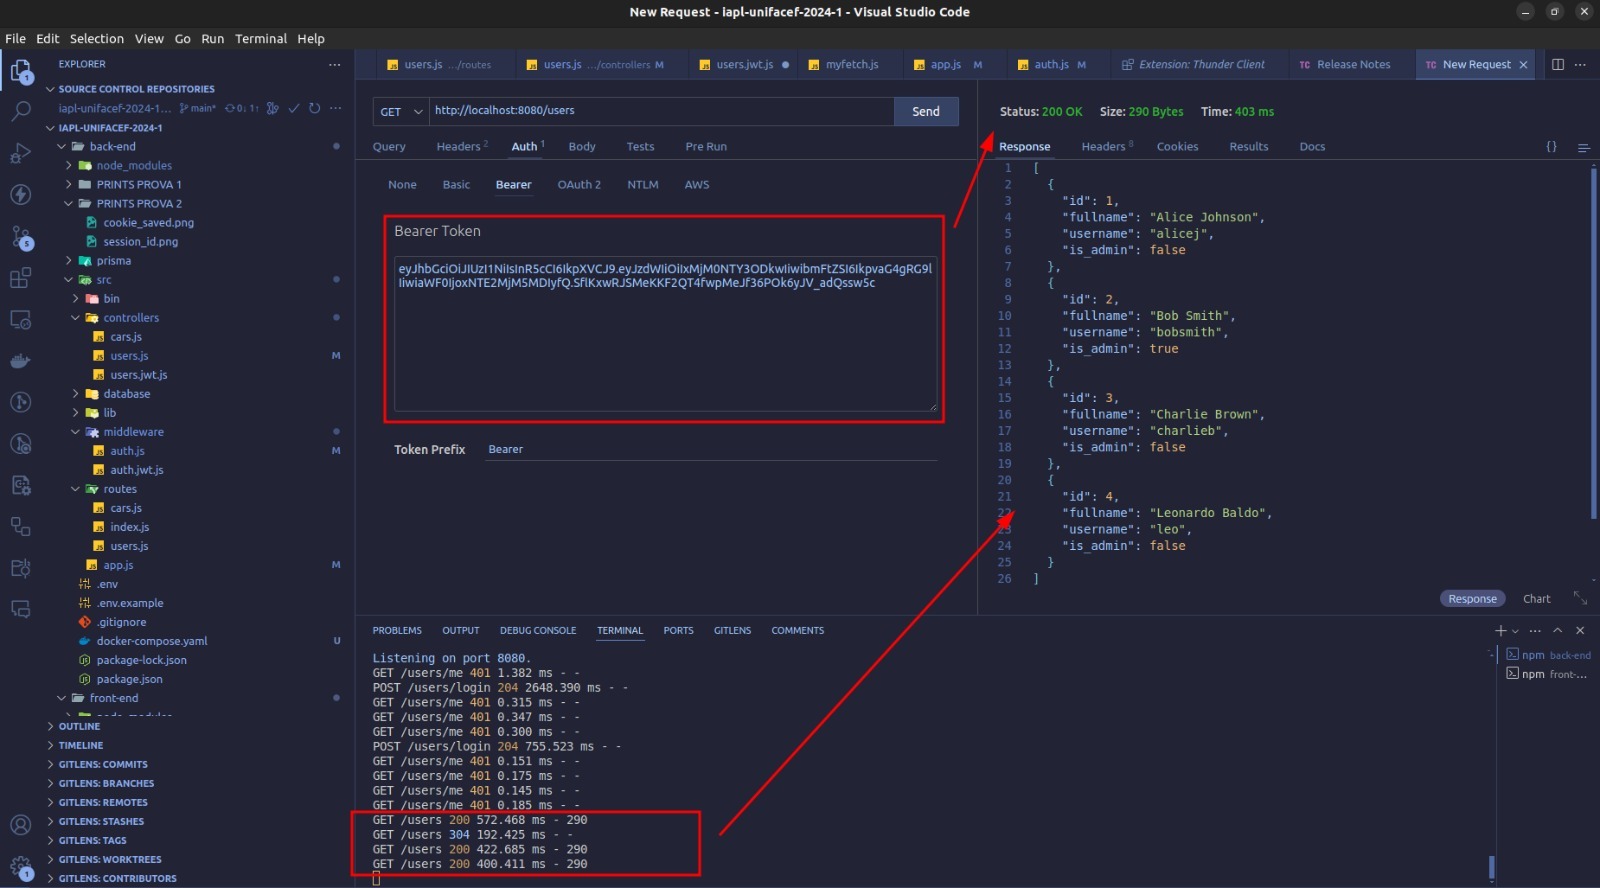 New Request - iapl-unifacef-2024-1 - Visual Studio Code
File Edit Selection View Go Run Terminal Help
EXPLORER
SOURCE CONTROL REPOSITORIES
iapl-unifacef-2024-1... main* 0↓ 1↑
IAPL-UNIFACEF-2024-1
back-end
node_modules
PRINTS PROVA 1
PRINTS PROVA 2
cookie_saved.png
session_id.png
prisma
src
bin
controllers
cars.js
users.js M
users.jwt.js
database
lib
middleware
auth.js M
auth.jwt.js
routes
cars.js
index.js
users.js
app.js M
.env
.env.example
.gitignore
docker-compose.yaml U
package-lock.json
package.json
front-end
OUTLINE
TIMELINE
GITLENS: COMMITS
GITLENS: BRANCHES
GITLENS: REMOTES
GITLENS: STASHES
GITLENS: TAGS
GITLENS: WORKTREES
GITLENS: CONTRIBUTORS
users.js .../routes users.js .../controllers M users.jwt.js myfetch.js app.js M auth.js M Extension: Thunder Client TC Release Notes TC New Request
GET http://localhost:8080/users Send
Query Headers 2 Auth 1 Body Tests Pre Run
None Basic Bearer OAuth 2 NTLM AWS
Bearer Token
eyJhbGciOiJIUzI1NiIsInR5cCI6IkpXVCJ9.eyJzdWIiOiIxMjM0NTY3ODkwIiwibmFtZSI6IkpvaG4gRG9l
IiwiaWF0IjoxNTE2MjM5MDIyfQ.SflKxwRJSMeKKF2QT4fwpMeJf36POk6yJV_adQssw5c
Token Prefix Bearer
Status: 200 OK Size: 290 Bytes Time: 403 ms
Response Headers 8 Cookies Results Docs
{}
1 [
2 {
3 "id": 1,
4 "fullname": "Alice Johnson",
5 "username": "alicej",
6 "is_admin": false
7 },
8 {
9 "id": 2,
10 "fullname": "Bob Smith",
11 "username": "bobsmith",
12 "is_admin": true
13 },
14 {
15 "id": 3,
16 "fullname": "Charlie Brown",
17 "username": "charlieb",
18 "is_admin": false
19 },
20 {
21 "id": 4,
22 "fullname": "Leonardo Baldo",
23 "username": "leo",
24 "is_admin": false
25 }
26 ]
Response Chart
PROBLEMS OUTPUT DEBUG CONSOLE TERMINAL PORTS GITLENS COMMENTS
Listening on port 8080.
GET /users/me 401 1.382 ms - -
POST /users/login 204 2648.390 ms - -
GET /users/me 401 0.315 ms - -
GET /users/me 401 0.347 ms - -
GET /users/me 401 0.300 ms - -
POST /users/login 204 755.523 ms - -
GET /users/me 401 0.151 ms - -
GET /users/me 401 0.175 ms - -
GET /users/me 401 0.145 ms - -
GET /users/me 401 0.185 ms - -
GET /users 200 572.468 ms - 290
GET /users 304 192.425 ms - -
GET /users 200 422.685 ms - 290
GET /users 200 400.411 ms - 290
npm back-end
npm front-...